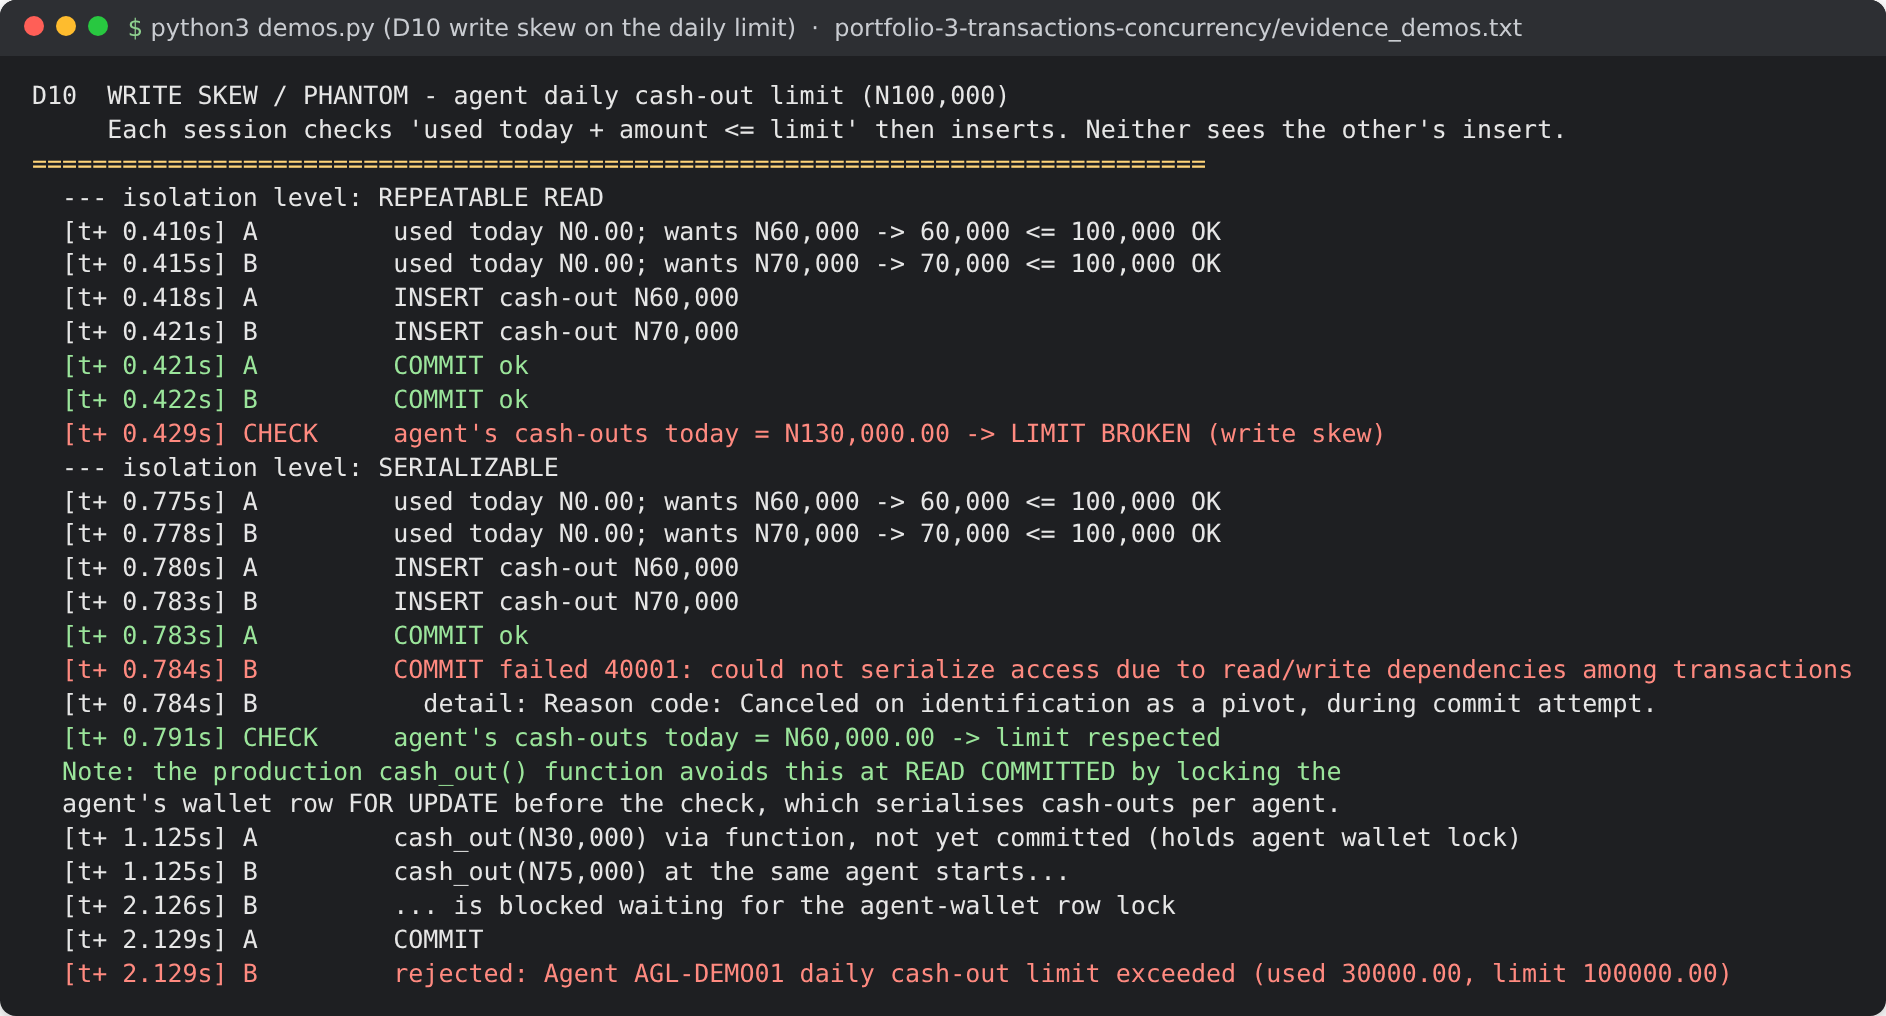 $ python3 demos.py (D10 write skew on the daily limit) · portfolio-3-transactions-concurrency/evidence_demos.txt
D10  WRITE SKEW / PHANTOM - agent daily cash-out limit (N100,000)
     Each session checks 'used today + amount <= limit' then inserts. Neither sees the other's insert.
==============================================================================
  --- isolation level: REPEATABLE READ
  [t+ 0.410s] A         used today N0.00; wants N60,000 -> 60,000 <= 100,000 OK
  [t+ 0.415s] B         used today N0.00; wants N70,000 -> 70,000 <= 100,000 OK
  [t+ 0.418s] A         INSERT cash-out N60,000
  [t+ 0.421s] B         INSERT cash-out N70,000
  [t+ 0.421s] A         COMMIT ok
  [t+ 0.422s] B         COMMIT ok
  [t+ 0.429s] CHECK     agent's cash-outs today = N130,000.00 -> LIMIT BROKEN (write skew)
  --- isolation level: SERIALIZABLE
  [t+ 0.775s] A         used today N0.00; wants N60,000 -> 60,000 <= 100,000 OK
  [t+ 0.778s] B         used today N0.00; wants N70,000 -> 70,000 <= 100,000 OK
  [t+ 0.780s] A         INSERT cash-out N60,000
  [t+ 0.783s] B         INSERT cash-out N70,000
  [t+ 0.783s] A         COMMIT ok
  [t+ 0.784s] B         COMMIT failed 40001: could not serialize access due to read/write dependencies among transactions
  [t+ 0.784s] B           detail: Reason code: Canceled on identification as a pivot, during commit attempt.
  [t+ 0.791s] CHECK     agent's cash-outs today = N60,000.00 -> limit respected
  Note: the production cash_out() function avoids this at READ COMMITTED by locking the
  agent's wallet row FOR UPDATE before the check, which serialises cash-outs per agent.
  [t+ 1.125s] A         cash_out(N30,000) via function, not yet committed (holds agent wallet lock)
  [t+ 1.125s] B         cash_out(N75,000) at the same agent starts...
  [t+ 2.126s] B         ... is blocked waiting for the agent-wallet row lock
  [t+ 2.129s] A         COMMIT
  [t+ 2.129s] B         rejected: Agent AGL-DEMO01 daily cash-out limit exceeded (used 30000.00, limit 100000.00)